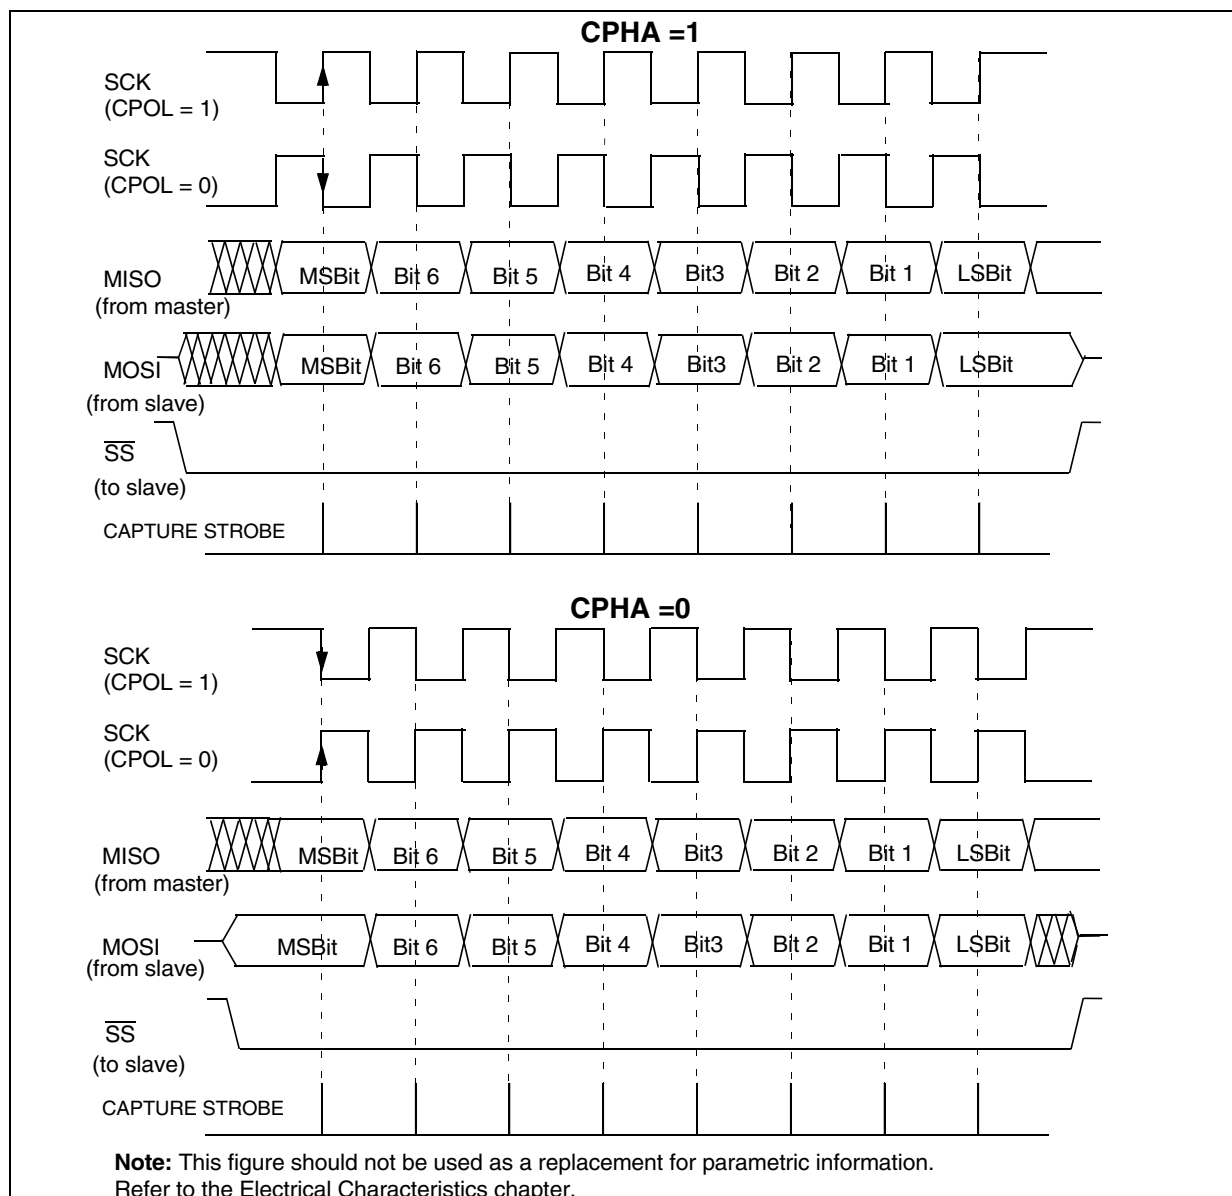 CPHA =1
SCK
(CPOL = 1)
SCK
(CPOL = 0)
MISO
(from master)
MSBit Bit 6 Bit 5 Bit 4 Bit3 Bit 2 Bit 1 LSBit
MOSI
(from slave)
MSBit Bit 6 Bit 5 Bit 4 Bit3 Bit 2 Bit 1 LSBit
SS
(to slave)
CAPTURE STROBE
CPHA =0
SCK
(CPOL = 1)
SCK
(CPOL = 0)
MISO
(from master)
MSBit Bit 6 Bit 5 Bit 4 Bit3 Bit 2 Bit 1 LSBit
MOSI
(from slave)
MSBit Bit 6 Bit 5 Bit 4 Bit3 Bit 2 Bit 1 LSBit
SS
(to slave)
CAPTURE STROBE
Note: This figure should not be used as a replacement for parametric information.
Refer to the Electrical Characteristics chapter.